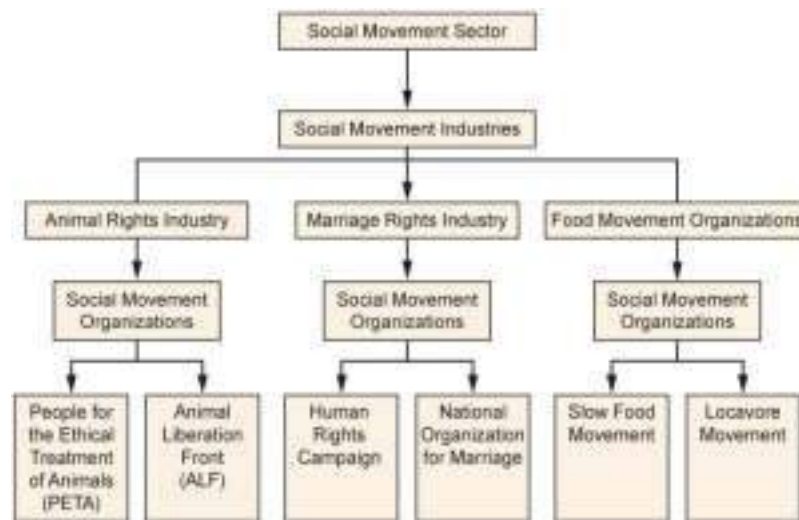 Social Movement Sector
Social Movement Industries
Animal Rights Industry
Marriage Rights Industry
Food Movement Organizations
Social Movement
Organizations
Social Movement
Organizations
Social Movement
Organizations
People for
the Ethical
Treatment
of Animals
(PETA)
Animal
Liberation
Front
(ALF)
Human
Rights
Campaign
National
Organization
for Marriage
Slow Food
Movement
Locavore
Movement